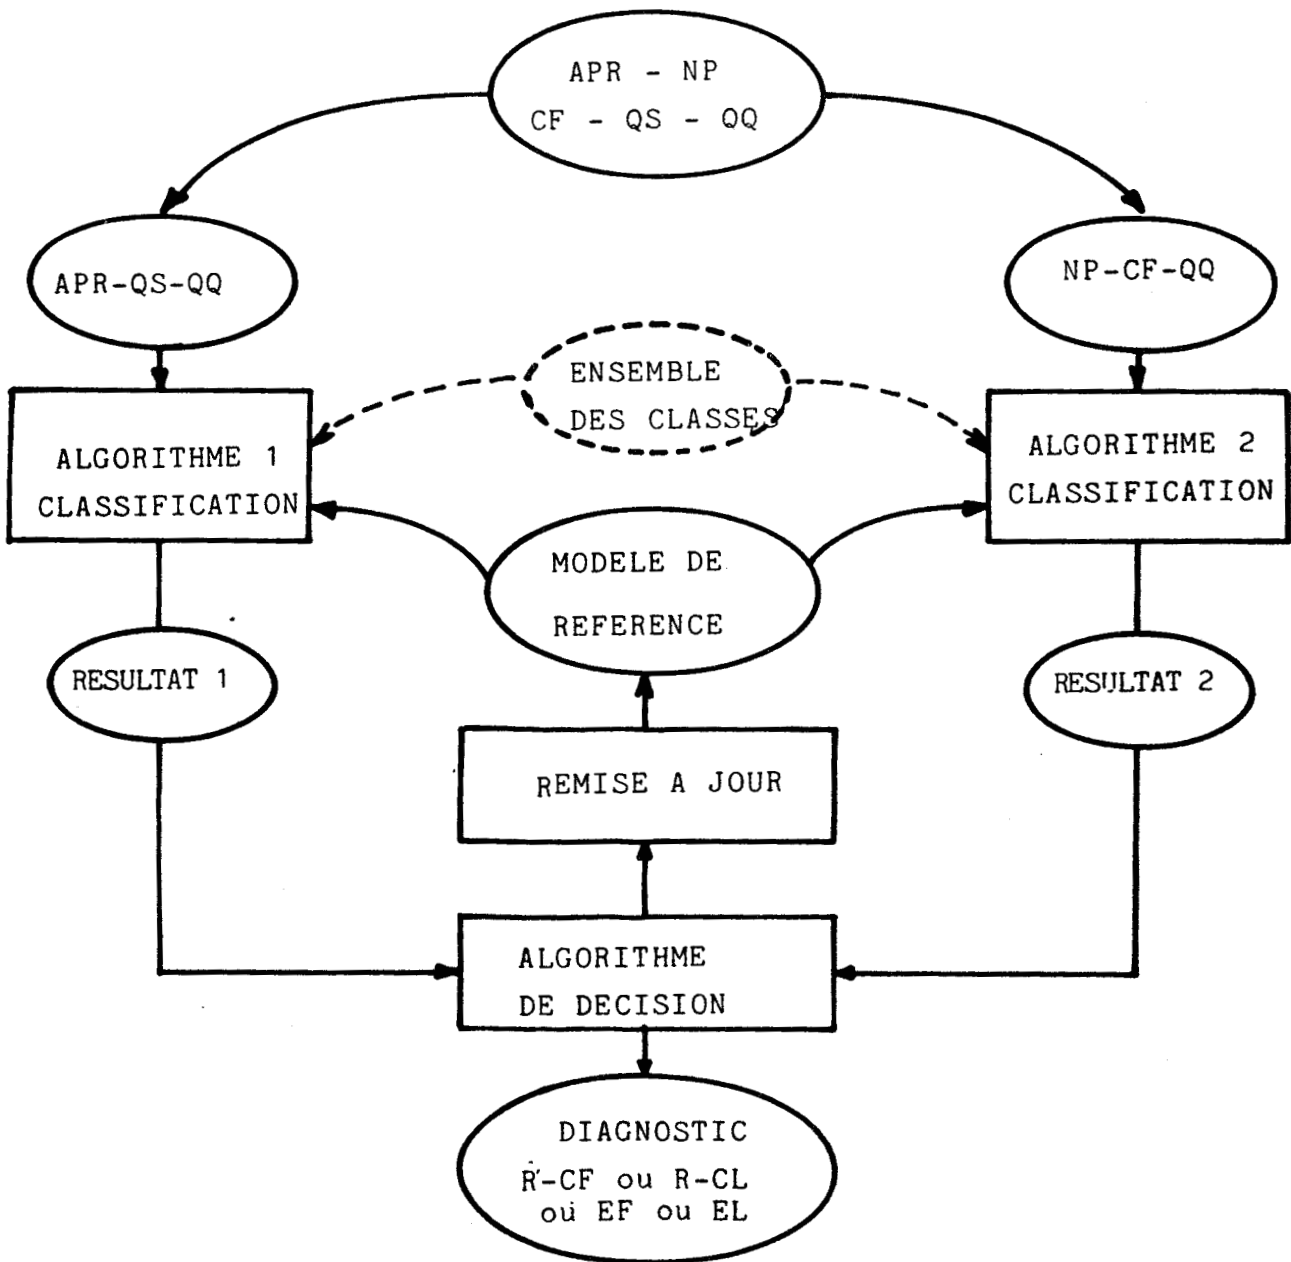 APR - NP
CF - QS - QQ
APR-QS-QQ
NP-CF-QQ
ENSEMBLE
DES CLASSES
ALGORITHME 1
CLASSIFICATION
ALGORITHME 2
CLASSIFICATION
MODELE DE
REFERENCE
RESULTAT 1
RESULTAT 2
REMISE A JOUR
ALGORITHME
DE DECISION
DIAGNOSTIC
R-CF ou R-CL
ou EF ou EL